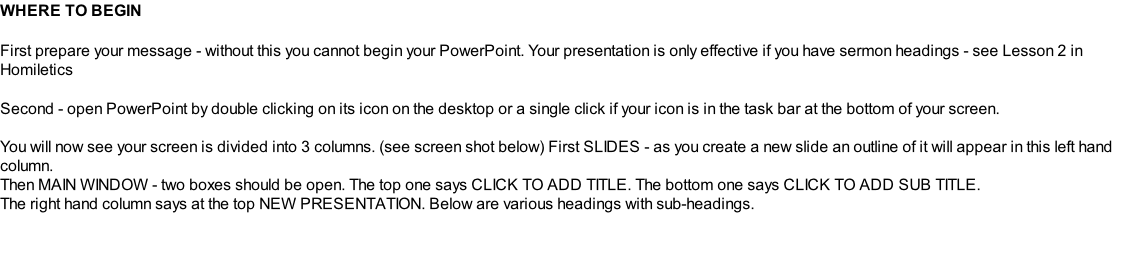 WHERE TO BEGIN
First prepare your message - without this you cannot begin your PowerPoint. Your presentation is only effective if you have sermon headings - see Lesson 2 in
Homiletics
Second - open PowerPoint by double clicking on its icon on the desktop or a single click if your icon is in the task bar at the bottom of your screen.
You will now see your screen is divided into 3 columns. (see screen shot below) First SLIDES - as you create a new slide an outline of it will appear in this left hand
column.
Then MAIN WINDOW - two boxes should be open. The top one says CLICK TO ADD TITLE. The bottom one says CLICK TO ADD SUB TITLE.
The right hand column says at the top NEW PRESENTATION. Below are various headings with sub-headings.